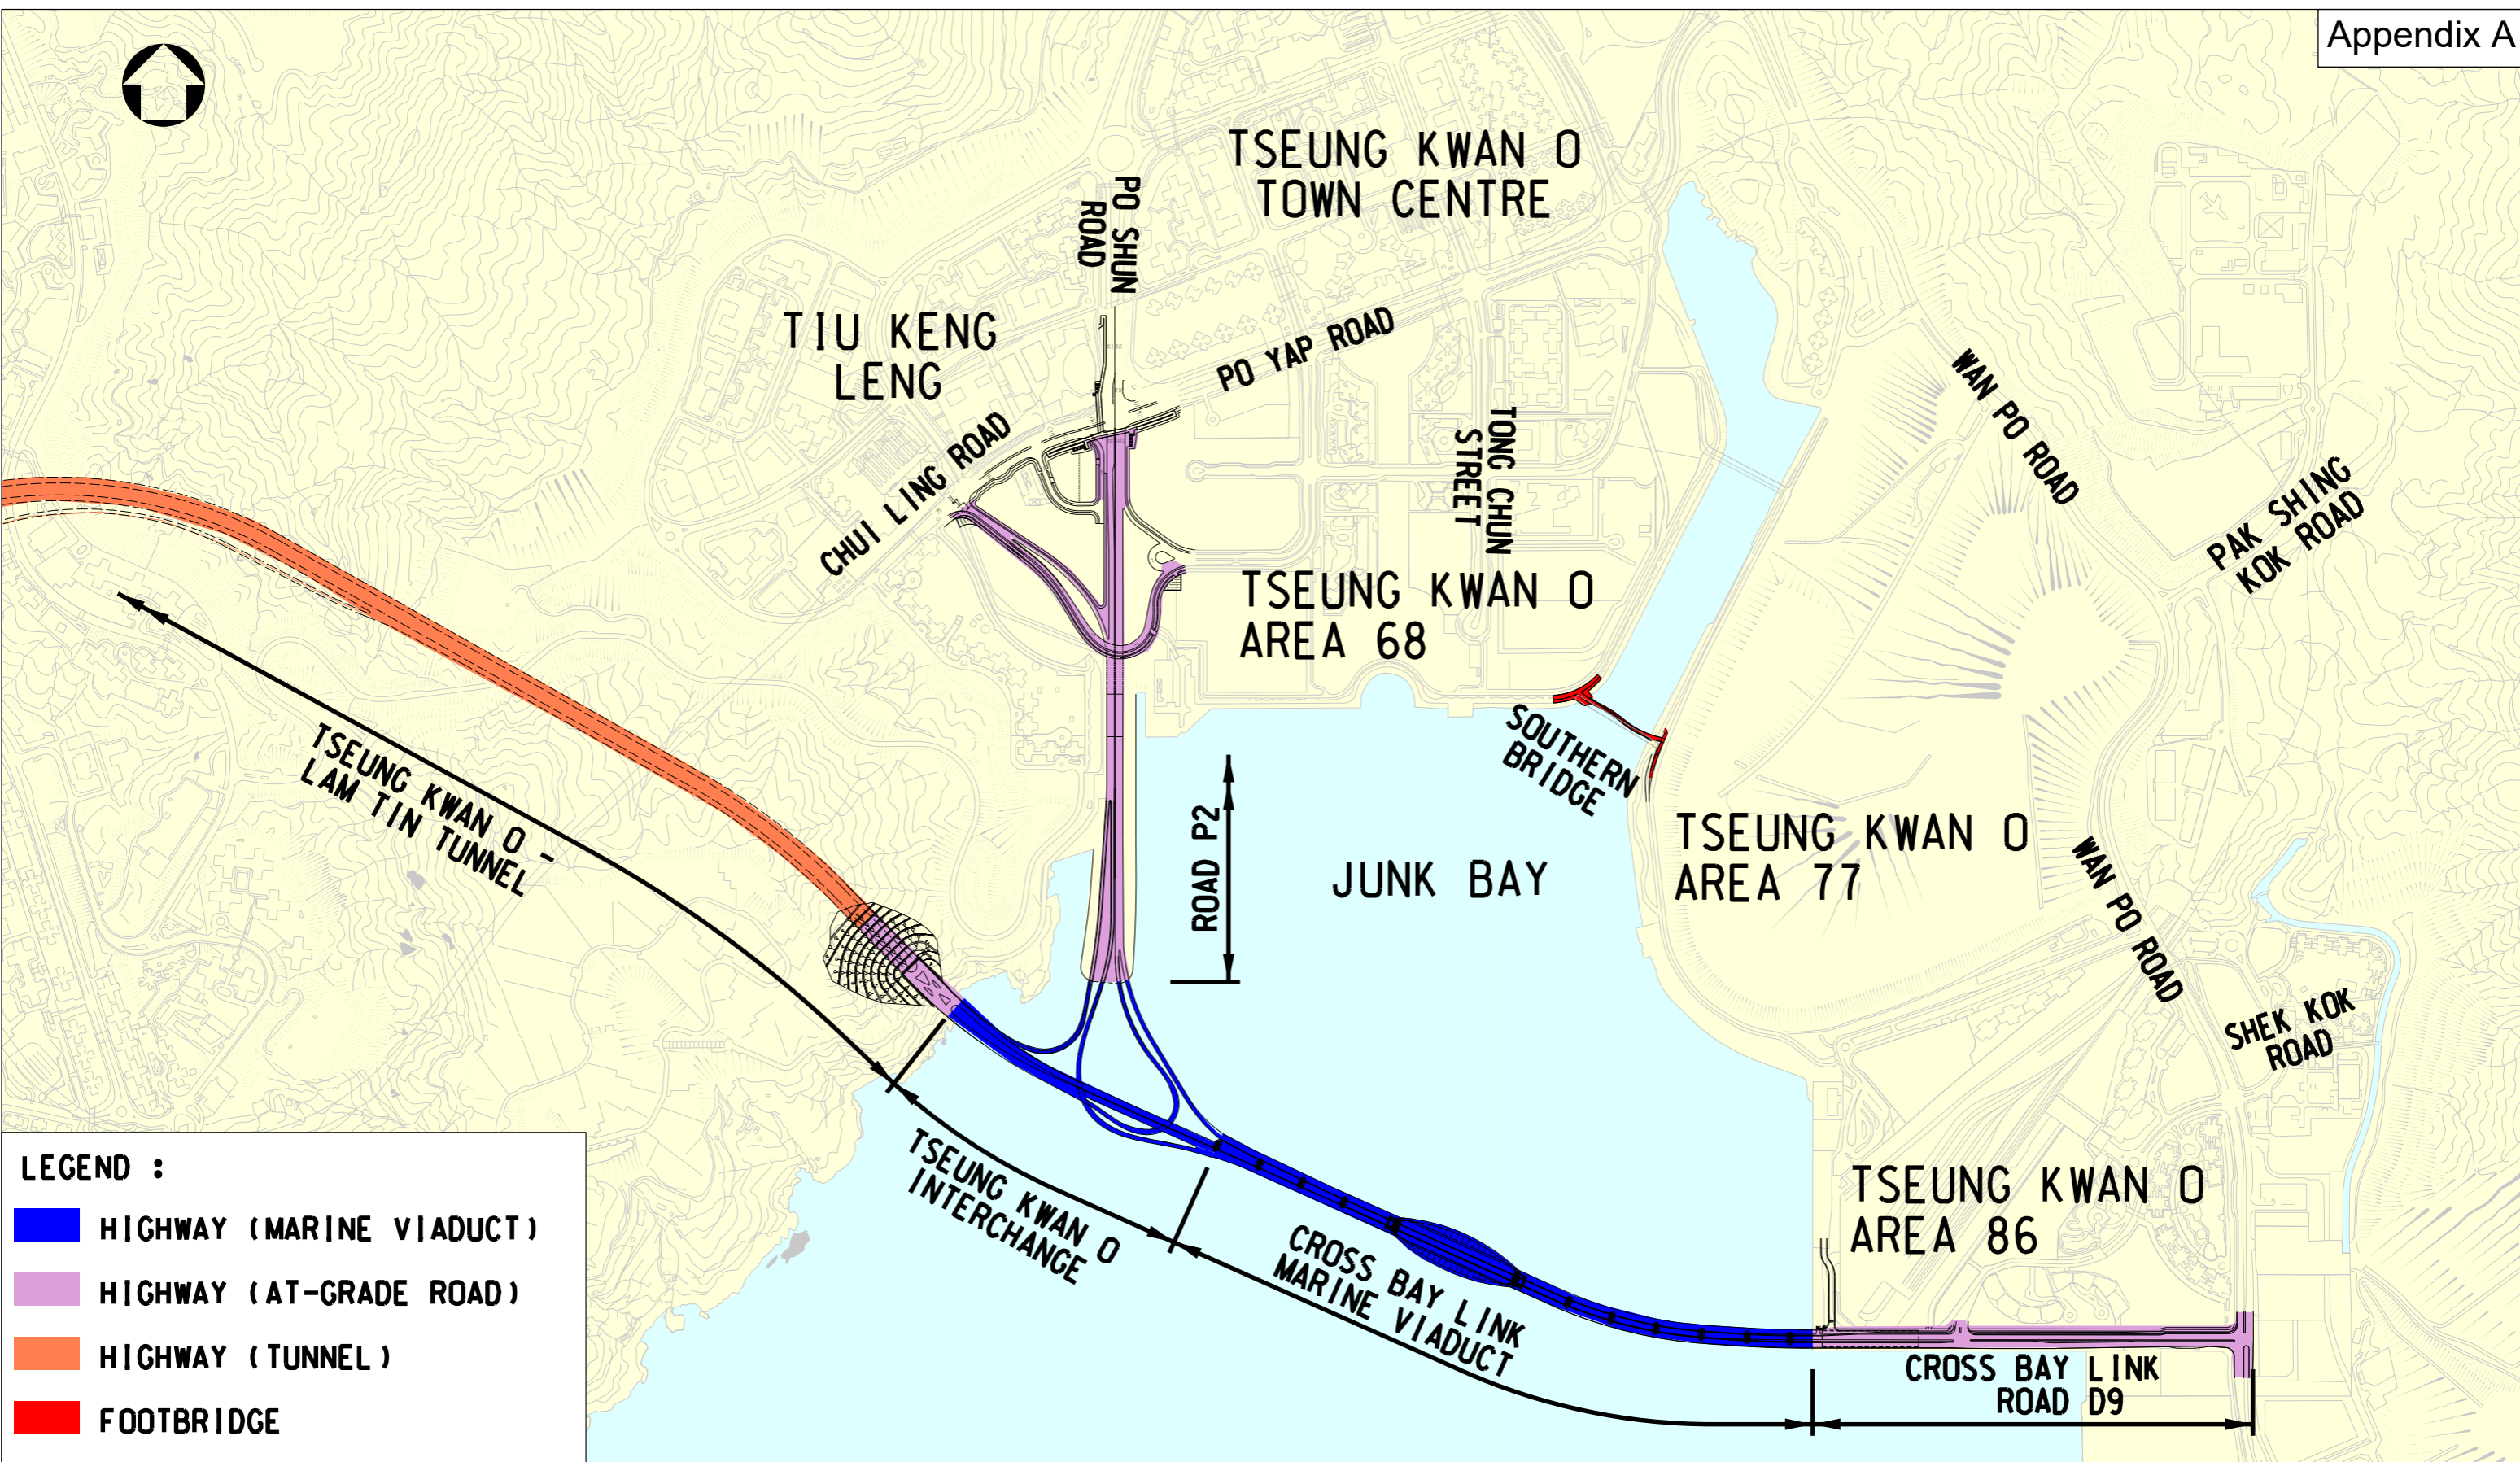 Appendix A
TSEUNG KWAN O
TOWN CENTRE
PO SHUN
ROAD
TIU KENG
LENG
PO YAP ROAD
CHUI LING ROAD
TONG CHUN
STREET
WAN PO ROAD
PAK SHING
KOK ROAD
TSEUNG KWAN O
AREA 68
TSEUNG KWAN O -
LAM TIN TUNNEL
SOUTHERN
BRIDGE
ROAD P2
JUNK BAY
TSEUNG KWAN O
AREA 77
WAN PO ROAD
SHEK KOK
ROAD
TSEUNG KWAN O
INTERCHANGE
CROSS BAY LINK
MARINE VIADUCT
TSEUNG KWAN O
AREA 86
CROSS BAY LINK
ROAD D9
LEGEND :
HIGHWAY (MARINE VIADUCT)
HIGHWAY (AT-GRADE ROAD)
HIGHWAY (TUNNEL)
FOOTBRIDGE